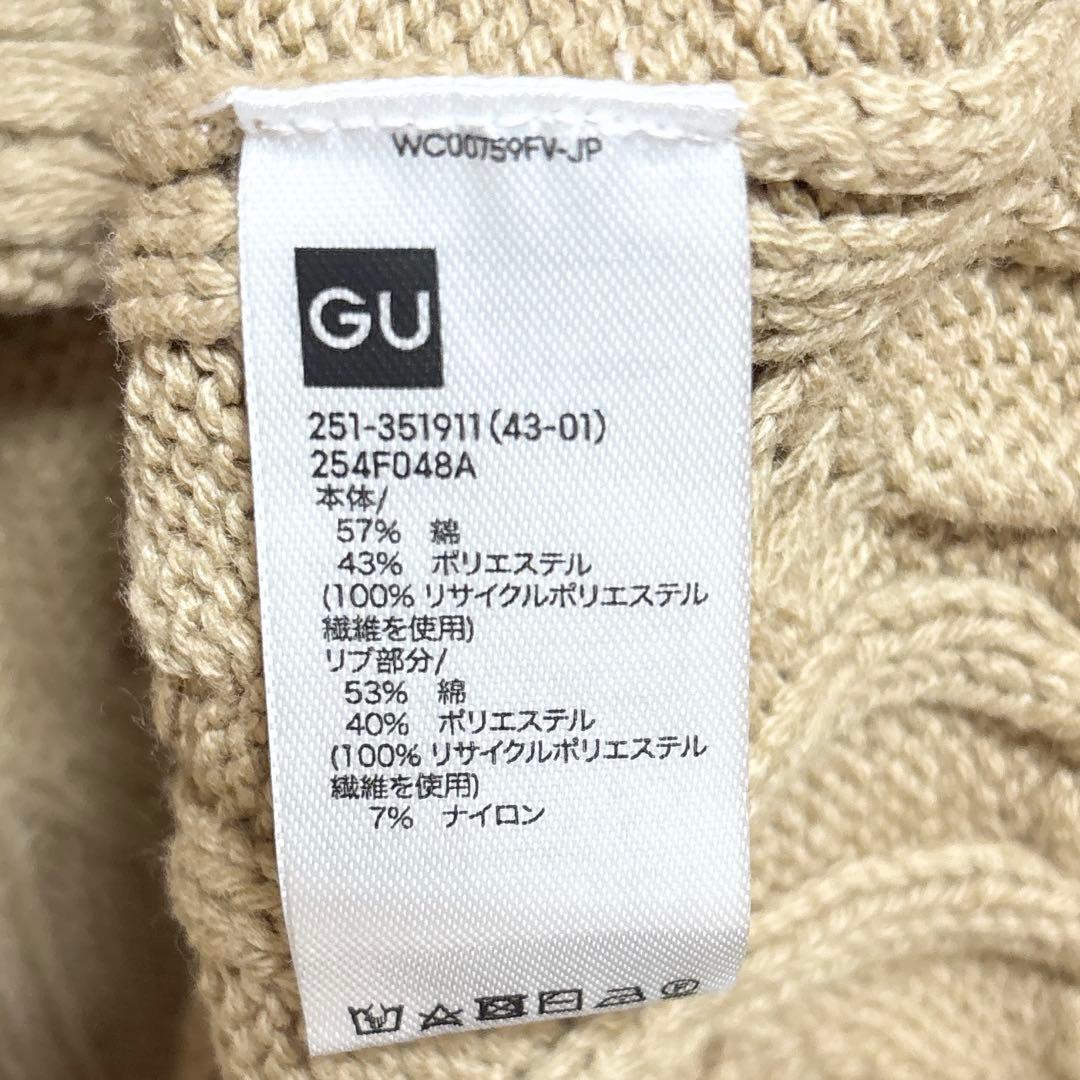 WC00759FV-JP
GU
251-351911(43-01)
254F048A
本体/
57% 綿
43% ポリエステル
(100% リサイクルポリエステル
繊維を使用)
リブ部分/
53% 綿
40% ポリエステル
(100% リサイクルポリエステル
繊維を使用)
7% ナイロン